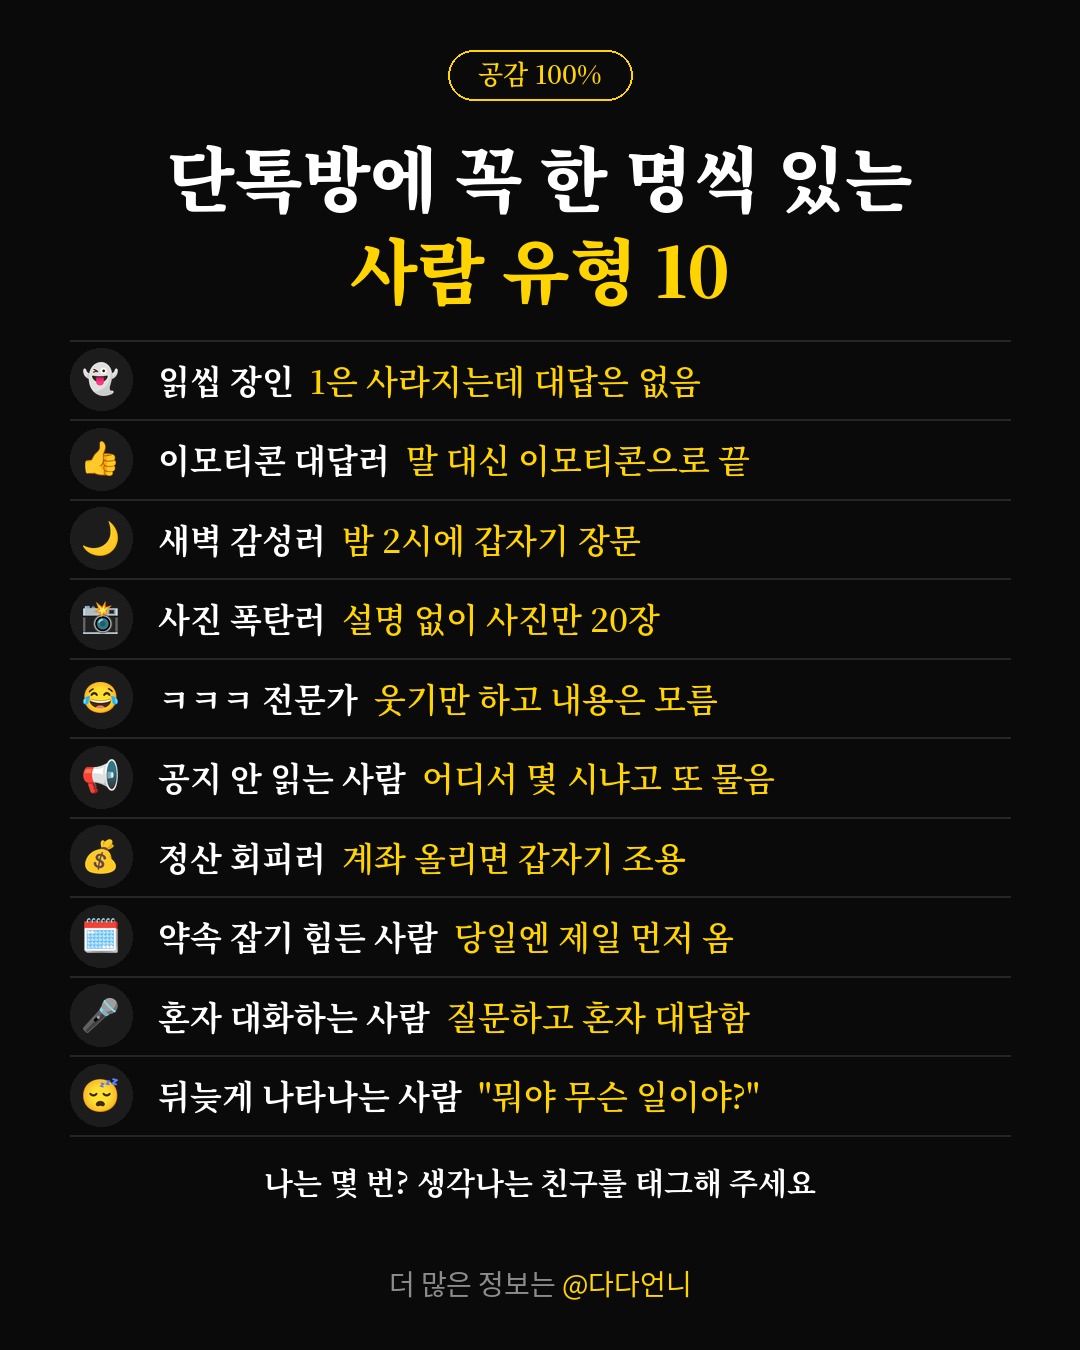 공감 100%
단톡방에 꼭 한 명씩 있는
사람 유형 10
읽씹 장인 1은 사라지는데 대답은 없음
이모티콘 대답러 말 대신 이모티콘으로 끝
새벽 감성러 밤 2시에 갑자기 장문
사진 폭탄러 설명 없이 사진만 20장
ㅋㅋㅋ 전문가 웃기만 하고 내용은 모름
공지 안 읽는 사람 어디서 몇 시냐고 또 물음
정산 회피러 계좌 올리면 갑자기 조용
약속 잡기 힘든 사람 당일엔 제일 먼저 옴
혼자 대화하는 사람 질문하고 혼자 대답함
뒤늦게 나타나는 사람 "뭐야 무슨 일이야?"
나는 몇 번? 생각나는 친구를 태그해 주세요
더 많은 정보는 @다다언니